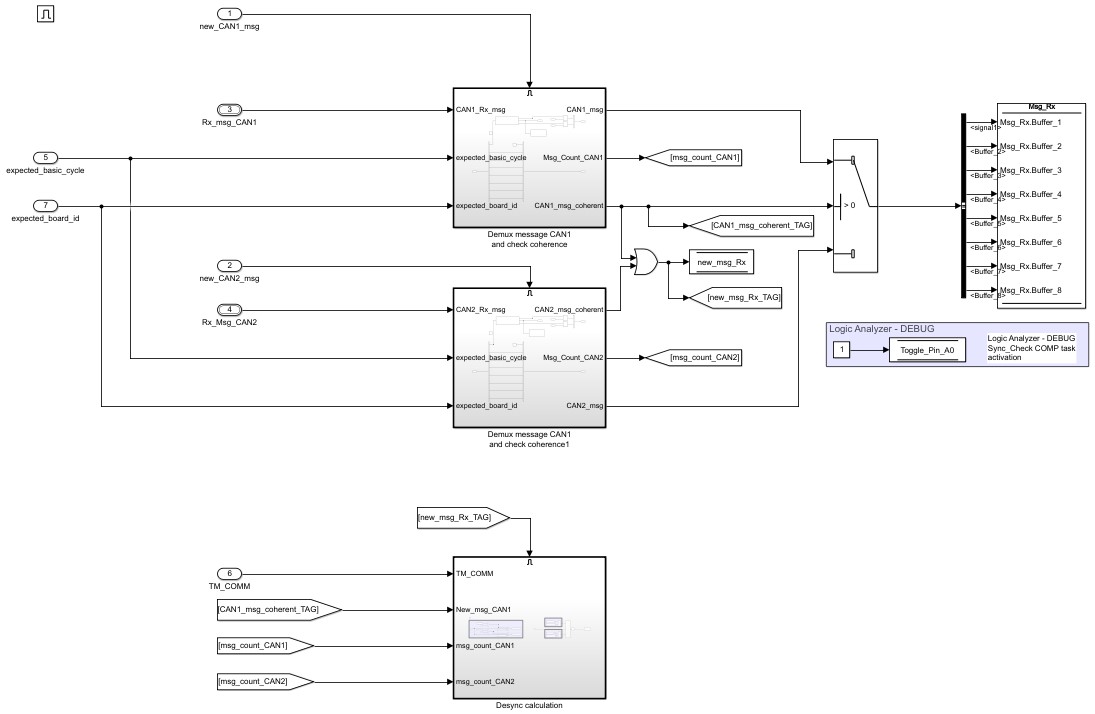 1
new_CAN1_msg
3
Rx_msg_CAN1
5
expected_basic_cycle
7
expected_board_id
CAN1_Rx_msg
CAN1_msg
expected_basic_cycle
Msg_Count_CAN1
expected_board_id
CAN1_msg_coherent
Demux message CAN1
and check coherence
[msg_count_CAN1]
[CAN1_msg_coherent_TAG]
> 0
Msg_Rx
Msg_Rx.Buffer_1
<signal1>
Msg_Rx.Buffer_2
<Buffer_2>
Msg_Rx.Buffer_3
<Buffer_3>
Msg_Rx.Buffer_4
<Buffer_4>
Msg_Rx.Buffer_5
<Buffer_5>
Msg_Rx.Buffer_6
<Buffer_6>
Msg_Rx.Buffer_7
<Buffer_7>
Msg_Rx.Buffer_8
<Buffer_8>
2
new_CAN2_msg
4
Rx_Msg_CAN2
new_msg_Rx
[new_msg_Rx_TAG]
CAN2_Rx_msg
CAN2_msg_coherent
expected_basic_cycle
Msg_Count_CAN2
expected_board_id
CAN2_msg
Demux message CAN1
and check coherence1
[msg_count_CAN2]
Logic Analyzer - DEBUG
1
Toggle_Pin_A0
Logic Analyzer - DEBUG
Sync_Check COMP task
activation
[new_msg_Rx_TAG]
6
TM_COMM
[CAN1_msg_coherent_TAG]
[msg_count_CAN1]
[msg_count_CAN2]
TM_COMM
New_msg_CAN1
msg_count_CAN1
msg_count_CAN2
Desync calculation